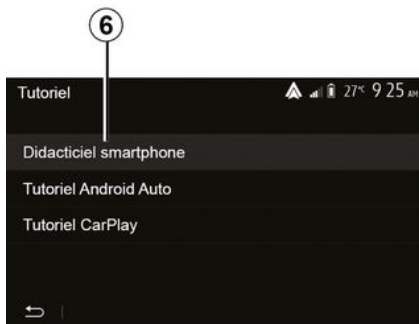 6
Tutoriel 27°C 9 25 AM
Didacticiel smartphone
Tutoriel Android Auto
Tutoriel CarPlay